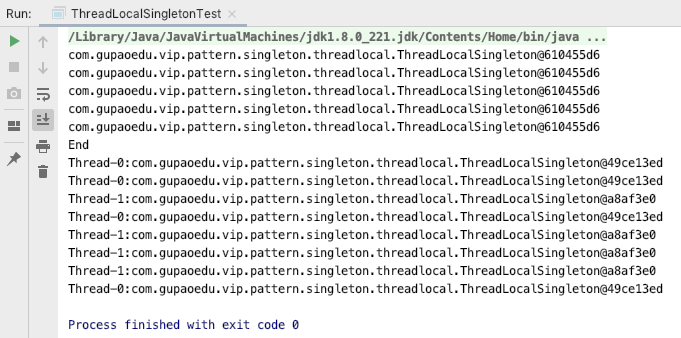 Run: ThreadLocalSingletonTest
/Library/Java/JavaVirtualMachines/jdk1.8.0_221.jdk/Contents/Home/bin/java ...
com.gupaoedu.vip.pattern.singleton.threadlocal.ThreadLocalSingleton@610455d6
com.gupaoedu.vip.pattern.singleton.threadlocal.ThreadLocalSingleton@610455d6
com.gupaoedu.vip.pattern.singleton.threadlocal.ThreadLocalSingleton@610455d6
com.gupaoedu.vip.pattern.singleton.threadlocal.ThreadLocalSingleton@610455d6
com.gupaoedu.vip.pattern.singleton.threadlocal.ThreadLocalSingleton@610455d6
End
Thread-0:com.gupaoedu.vip.pattern.singleton.threadlocal.ThreadLocalSingleton@49ce13ed
Thread-0:com.gupaoedu.vip.pattern.singleton.threadlocal.ThreadLocalSingleton@49ce13ed
Thread-1:com.gupaoedu.vip.pattern.singleton.threadlocal.ThreadLocalSingleton@a8af3e0
Thread-0:com.gupaoedu.vip.pattern.singleton.threadlocal.ThreadLocalSingleton@49ce13ed
Thread-1:com.gupaoedu.vip.pattern.singleton.threadlocal.ThreadLocalSingleton@a8af3e0
Thread-1:com.gupaoedu.vip.pattern.singleton.threadlocal.ThreadLocalSingleton@a8af3e0
Thread-1:com.gupaoedu.vip.pattern.singleton.threadlocal.ThreadLocalSingleton@a8af3e0
Thread-0:com.gupaoedu.vip.pattern.singleton.threadlocal.ThreadLocalSingleton@49ce13ed
Process finished with exit code 0